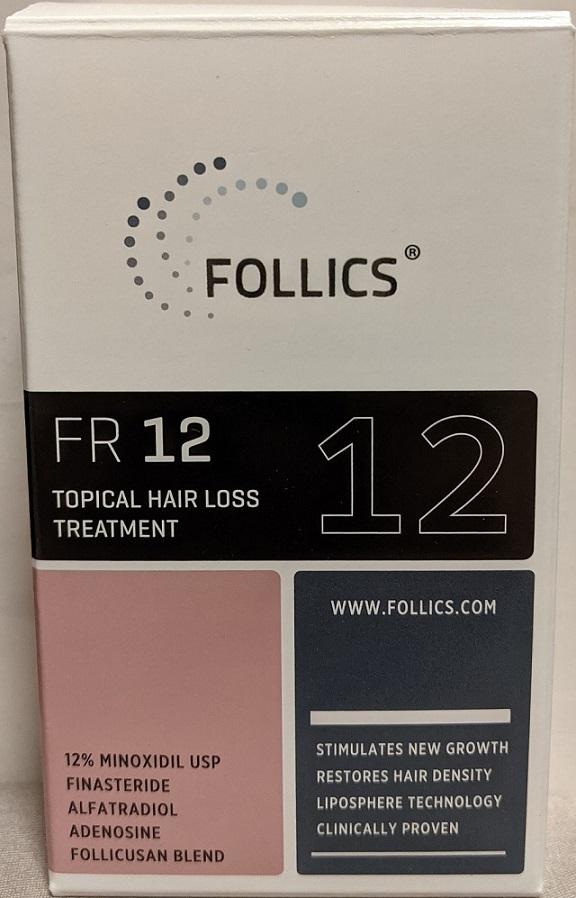 FOLLICS®
FR 12
12
TOPICAL HAIR LOSS
TREATMENT
12% MINOXIDIL USP
FINASTERIDE
ALFATRADIOL
ADENOSINE
FOLLICUSAN BLEND
WWW.FOLLICS.COM
STIMULATES NEW GROWTH
RESTORES HAIR DENSITY
LIPOSPHERE TECHNOLOGY
CLINICALLY PROVEN